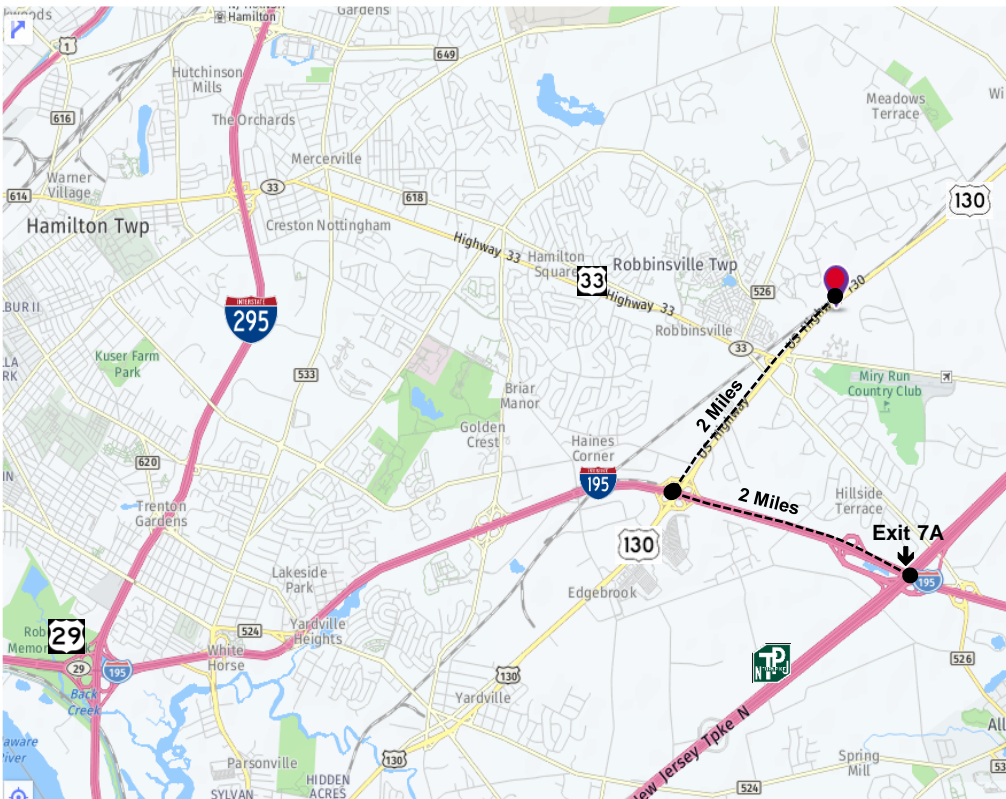 Hamilton
Gardens
1
649
Hutchinson
Mills
616
The Orchards
Meadows
Terrace
Mercerville
Warner
Village
33
614
618
130
Hamilton Twp
Creston Nottingham
Highway 33
Hamilton
Square
33
Robbinsville Twp
526
Highway 33
INTERSTATE
295
Robbinsville
33
Kuser Farm
Park
533
Miry Run
Country Club
Briar
Manor
2 Miles
US Highway
Golden
Crest
Haines
Corner
620
195
2 Miles
Hillside
Terrace
Trenton
Gardens
Exit 7A
130
195
Lakeside
Park
Edgebrook
29
524
Yardville
Heights
White
Horse
29
195
526
130
Back
Creek
Yardville
New Jersey Tpke N
130
Parsonville
Spring
Mill
HIDDEN
ACRES
SYLVAN
524